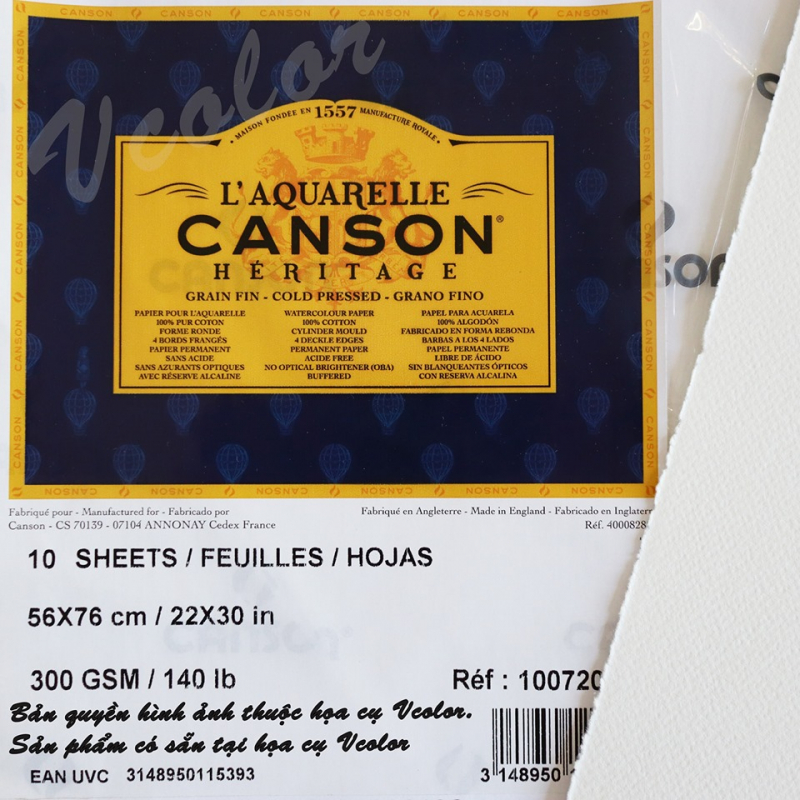 Vcolor
MAISON FONDÉE EN 1557 MANUFACTURE ROYALE
L'AQUARELLE
CANSON®
HÉRITAGE
GRAIN FIN - COLD PRESSED - GRANO FINO
PAPIER POUR L'AQUARELLE
100% PUR COTON
FORME RONDE
4 BORDS FRANGÉS
PAPIER PERMANENT
SANS ACIDE
SANS AZURANTS OPTIQUES
AVEC RÉSERVE ALCALINE
WATERCOLOUR PAPER
100% COTTON
CYLINDER MOULD
4 DECKLE EDGES
PERMANENT PAPER
ACIDE FREE
NO OPTICAL BRIGHTENER (OBA)
BUFFERED
PAPEL PARA ACUARELA
100% ALGODÓN
FABRICADO EN FORMA REDONDA
BARBAS A LOS 4 LADOS
PAPEL PERMANENTE
LIBRE DE ÁCIDO
SIN BLANQUEANTES ÓPTICOS
CON RESERVA ALCALINA
Fabriqué pour - Manufactured for - Fabricado por
Canson - CS 70139 - 07104 ANNONAY Cedex France
Fabriqué en Angleterre - Made in England - Fabricado en
Réf.
10 SHEETS / FEUILLES / HOJAS
56X76 cm / 22X30 in
300 GSM / 140 lb
Réf :
Bản quyền hình ảnh thuộc họa cụ Vcolor.
Sản phẩm có sẵn tại họa cụ Vcolor
EAN UVC 3148950115393
3 148950